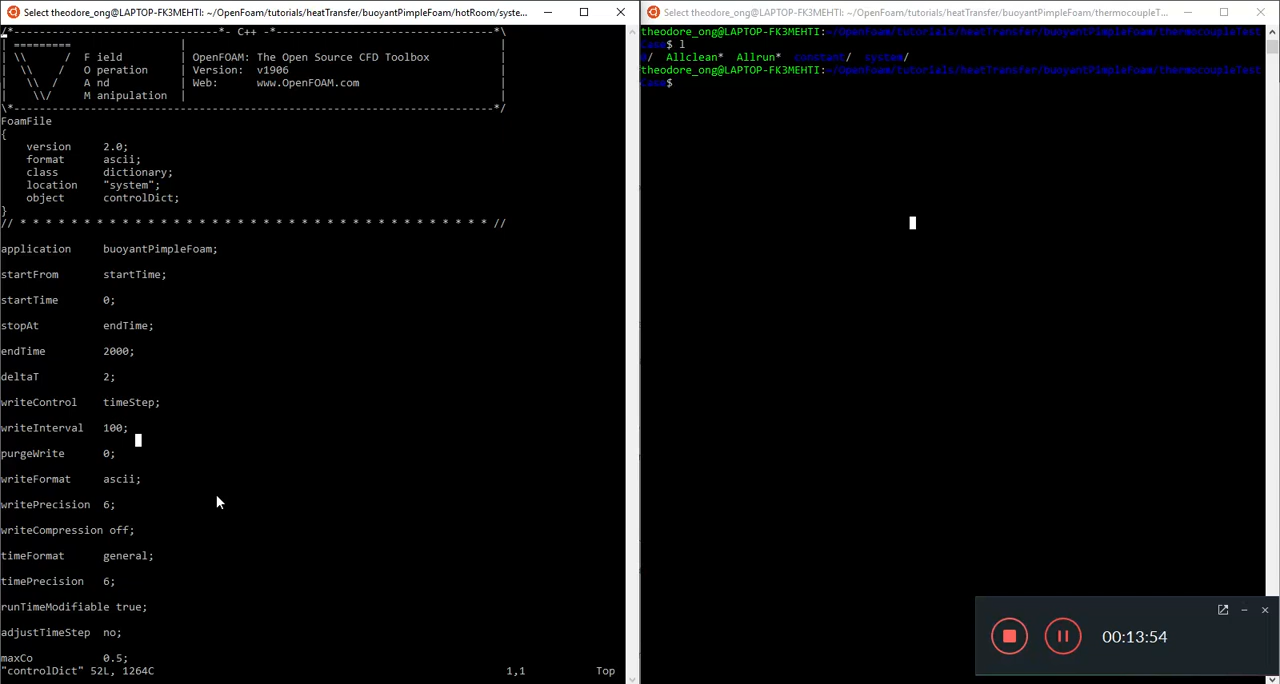 Select theodore_ong@LAPTOP-FK3MEHTI: ~/OpenFoam/tutorials/heatTransfer/buoyantPimpleFoam/hotRoom/syste...
/*--------------------------------*- C++ -*----------------------------------*\
| =========                 |                                                 |
| \\      /  F ield         | OpenFOAM: The Open Source CFD Toolbox           |
|  \\    /   O peration     | Version:  v1906                                 |
|   \\  /    A nd           | Web:      www.OpenFOAM.com                      |
|    \\/     M anipulation  |                                                 |
\*---------------------------------------------------------------------------*/
FoamFile
{
    version     2.0;
    format      ascii;
    class       dictionary;
    location    "system";
    object      controlDict;
}
// * * * * * * * * * * * * * * * * * * * * * * * * * * * * * * * * * * * * * //
application     buoyantPimpleFoam;
startFrom       startTime;
startTime       0;
stopAt          endTime;
endTime         2000;
deltaT          2;
writeControl    timeStep;
writeInterval   100;
purgeWrite      0;
writeFormat     ascii;
writePrecision  6;
writeCompression off;
timeFormat      general;
timePrecision   6;
runTimeModifiable true;
adjustTimeStep  no;
maxCo           0.5;
"controlDict" 52L, 1264C                                      1,1           Top
Select theodore_ong@LAPTOP-FK3MEHTI: ~/OpenFoam/tutorials/heatTransfer/buoyantPimpleFoam/thermocoupleT...
theodore_ong@LAPTOP-FK3MEHTI:~/OpenFoam/tutorials/heatTransfer/buoyantPimpleFoam/thermocoupleTest
Case$ l
0/  Allclean*  Allrun*  constant/  system/
theodore_ong@LAPTOP-FK3MEHTI:~/OpenFoam/tutorials/heatTransfer/buoyantPimpleFoam/thermocoupleTest
Case$
00:13:54